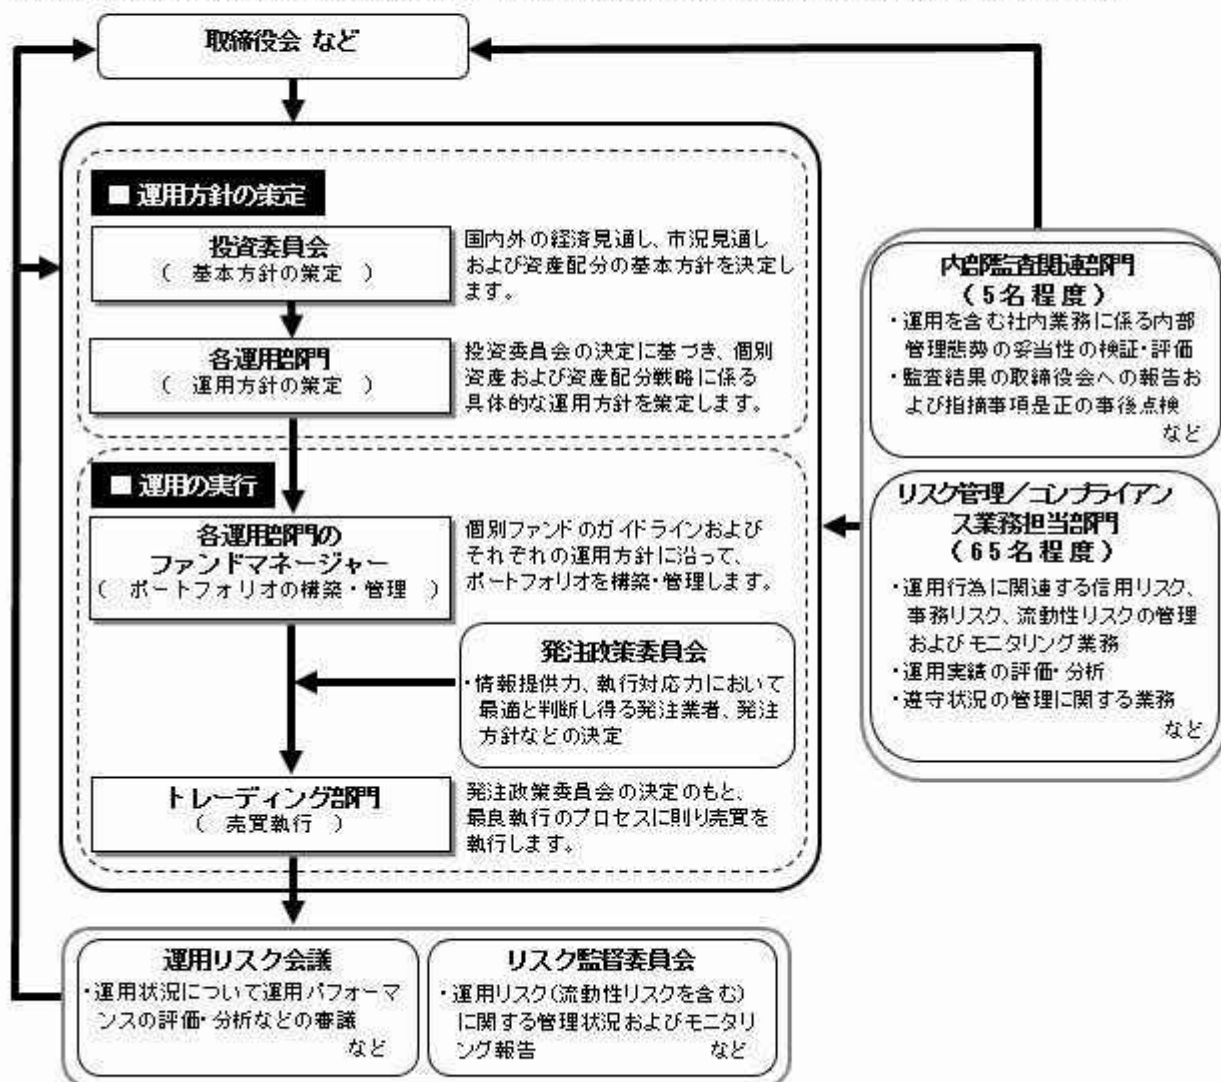 取締役会 など
■ 運用方針の策定
投資委員会
( 基本方針の策定 )
国内外の経済見通し、市況見通し
および資産配分の基本方針を決定し
ます。
各運用部門
( 運用方針の策定 )
投資委員会の決定に基づき、個別
資産および資産配分戦略に係る
具体的な運用方針を策定します。
■ 運用の実行
各運用部門の
ファンドマネージャー
( ポートフォリオの構築・管理 )
個別ファンドのガイドラインおよび
それぞれの運用方針に沿って、
ポートフォリオを構築・管理します。
発注政策委員会
・情報提供力、執行対応力において
最適と判断し得る発注業者、発注
方針などの決定
トレーディング部門
( 売買執行 )
発注政策委員会の決定のもと、
最良執行のプロセスに則り売買を
執行します。
内部監査関連部門
(5名程度)
・運用を含む社内業務に係る内部
管理態勢の妥当性の検証・評価
・監査結果の取締役会への報告お
よび指摘事項是正の事後点検
など
リスク管理/コンプライアン
ス業務担当部門
(65名程度)
・運用行為に関連する信用リスク、
事務リスク、流動性リスクの管理
およびモニタリング業務
・運用実績の評価・分析
・遵守状況の管理に関する業務
など
運用リスク会議
・運用状況について運用パフォーマ
ンスの評価・分析などの審議
など
リスク監督委員会
・運用リスク(流動性リスクを含む)
に関する管理状況およびモニタリ
ング報告 など